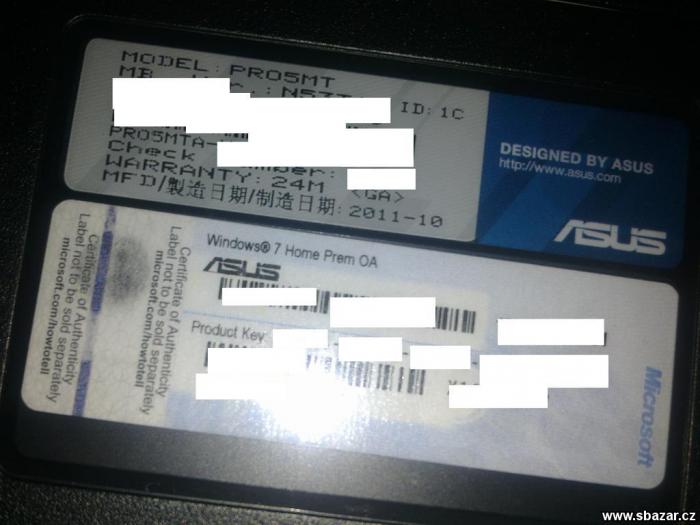 MODEL: PRO5MT
ID:1C
PRO5MTA-
Check
WARRANTY: 24M <GA>
MFD/製造日期/制造日期: 2011-10
DESIGNED BY ASUS
http://www.asus.com
ASUS
Windows® 7 Home Prem OA
ASUS
Product Key:
Certificate of Authenticity
Label not to be sold separately
microsoft.com/howtotell
Certificate of Authenticity
Label not to be sold separately
microsoft.com/howtotell
Microsoft
www.sbazar.cz